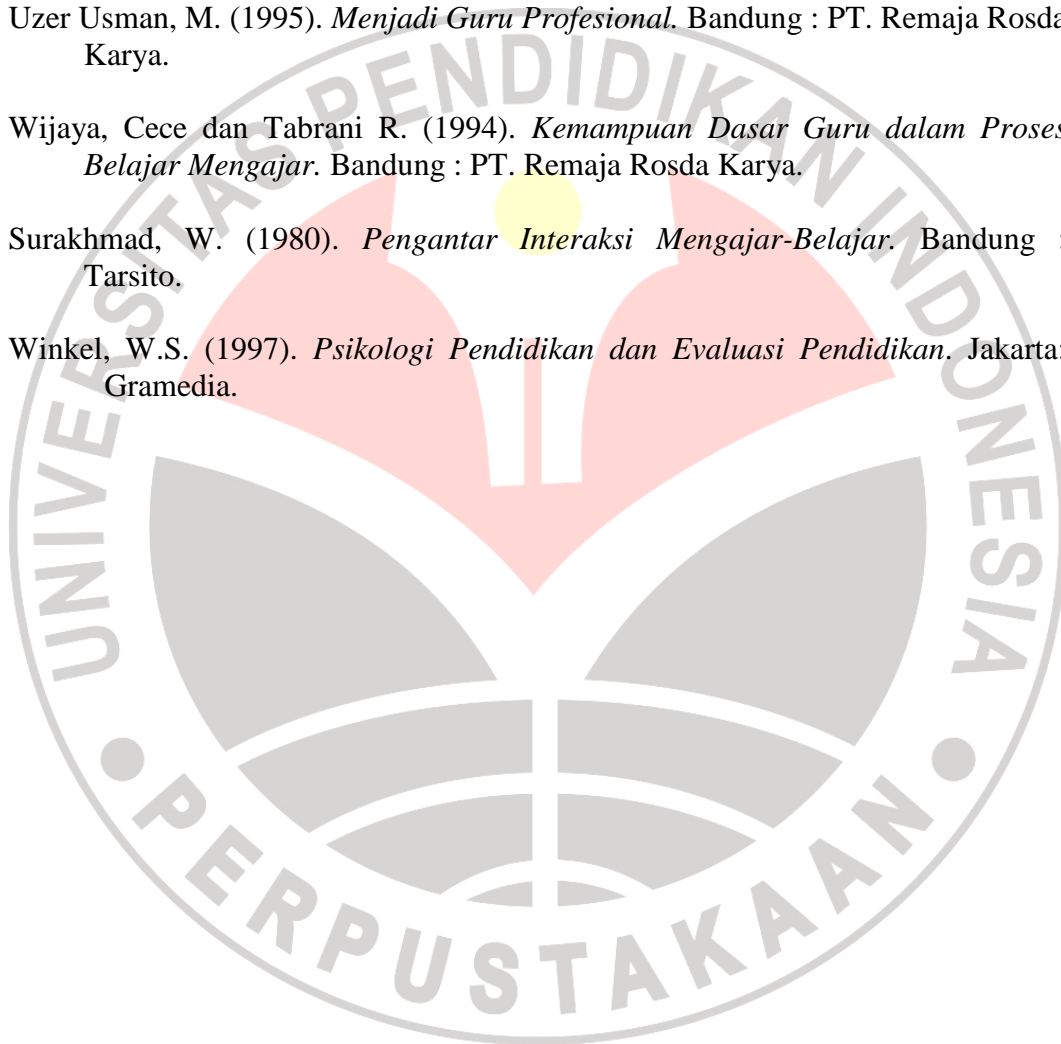 Uzer Usman, M. (1995). Menjadi Guru Profesional. Bandung : PT. Remaja Rosda
Karya.
Wijaya, Cece dan Tabrani R. (1994). Kemampuan Dasar Guru dalam Proses
Belajar Mengajar. Bandung : PT. Remaja Rosda Karya.
Surakhmad, W. (1980). Pengantar Interaksi Mengajar-Belajar. Bandung :
Tarsito.
Winkel, W.S. (1997). Psikologi Pendidikan dan Evaluasi Pendidikan. Jakarta:
Gramedia.
UNIVERSITAS PENDIDIKAN INDONESIA
PERPUSTAKAAN